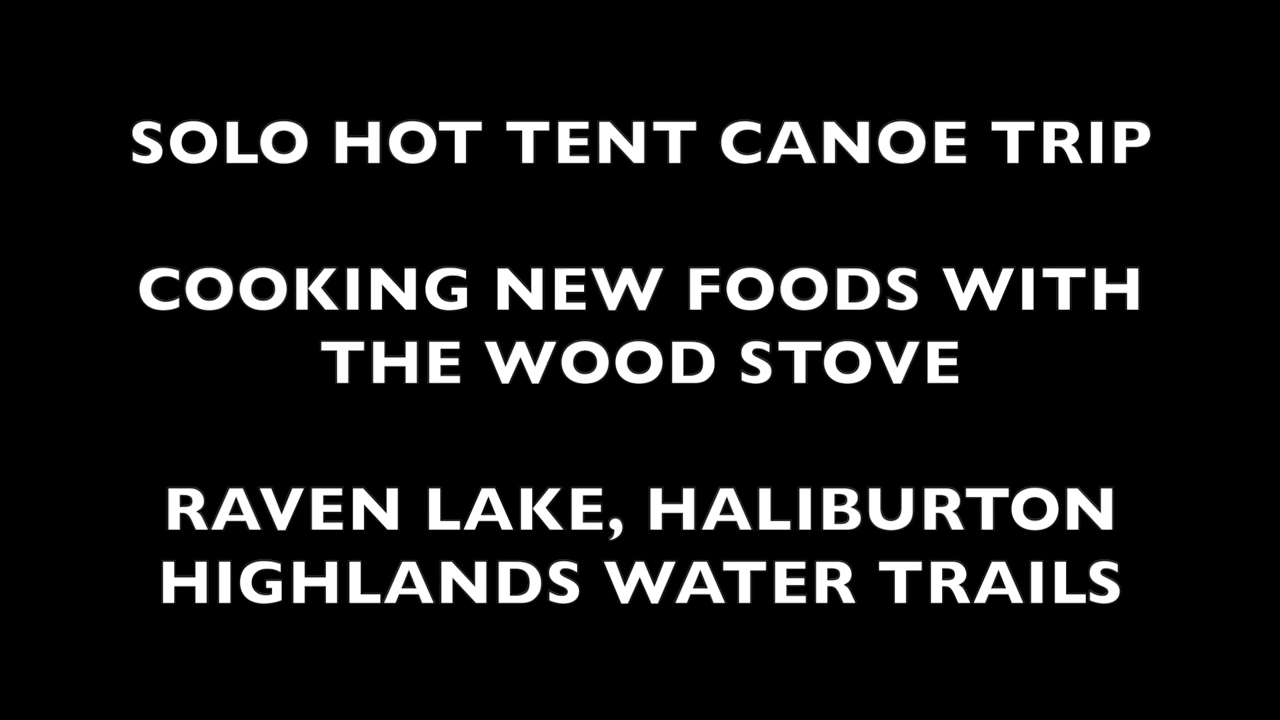 SOLO HOT TENT CANOE TRIP
COOKING NEW FOODS WITH
THE WOOD STOVE
RAVEN LAKE, HALIBURTON
HIGHLANDS WATER TRAILS